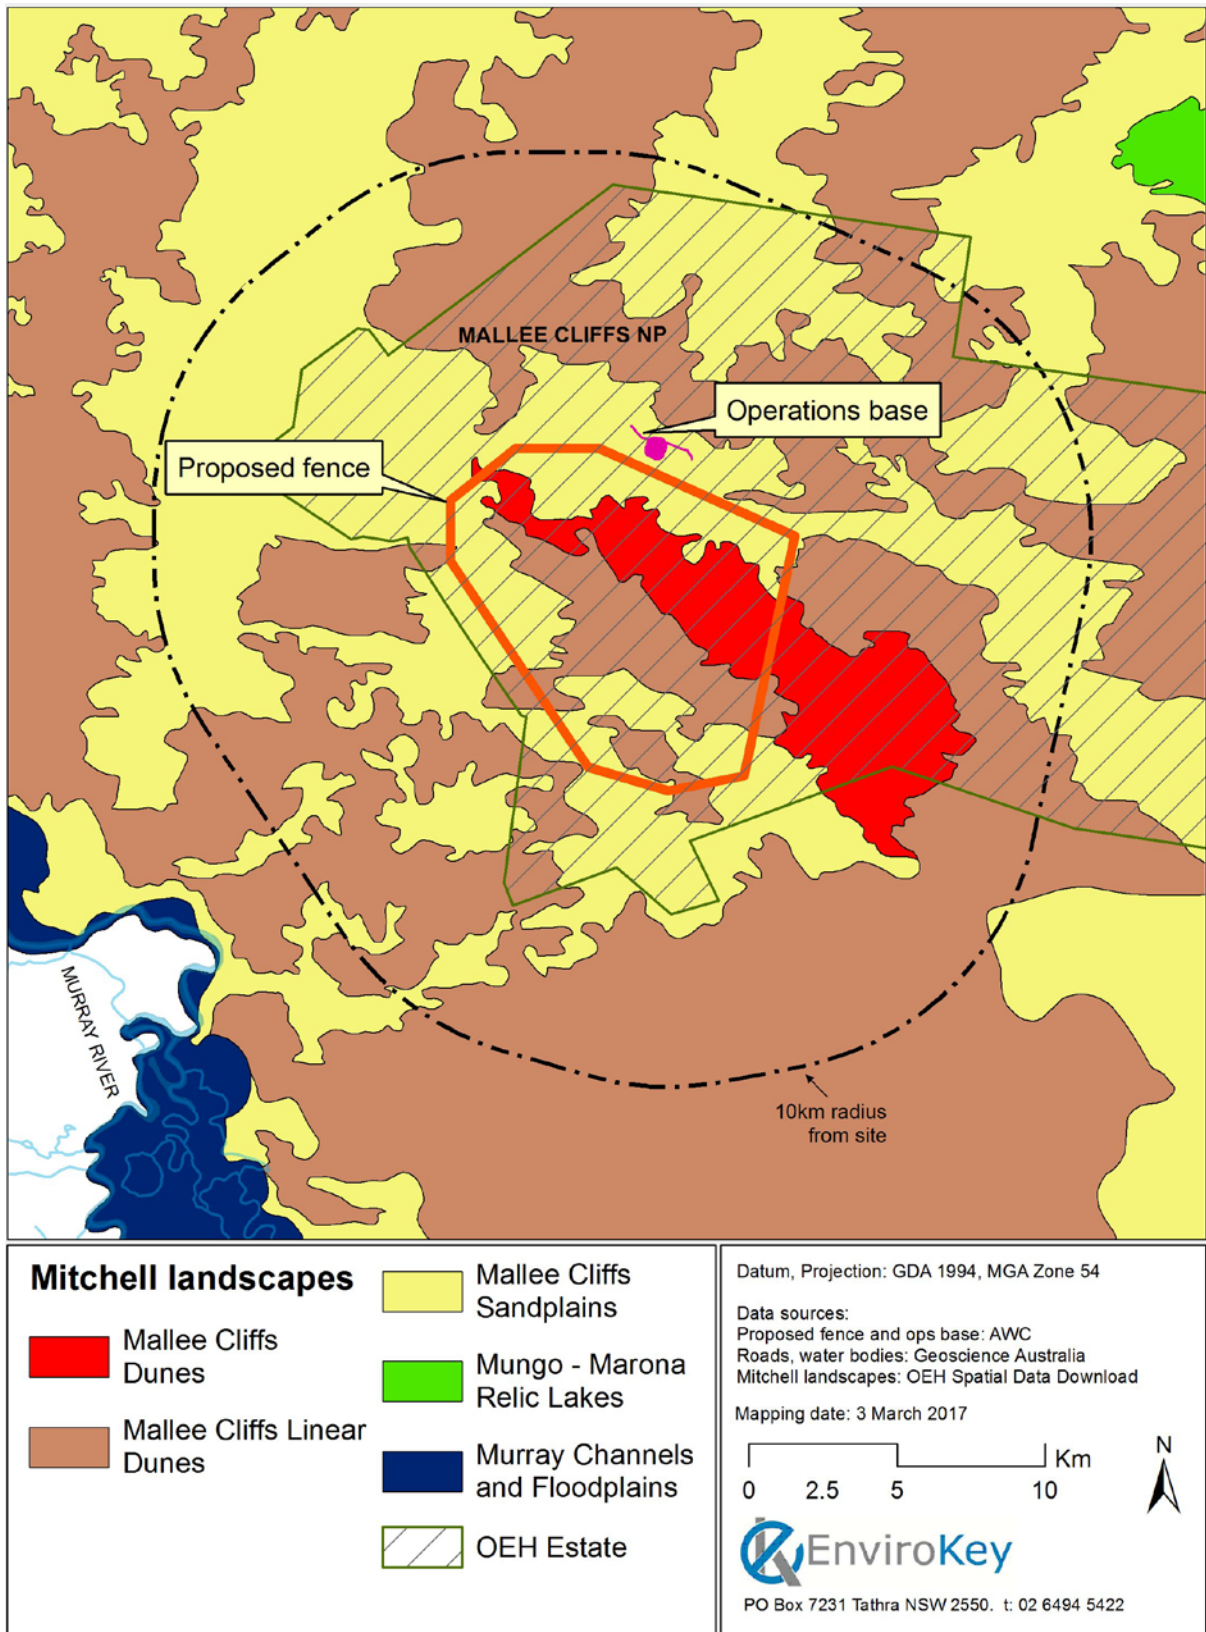 MALLEE CLIFFS NP
Operations base
Proposed fence
MURRAY RIVER
10km radius
from site
Mitchell landscapes
Mallee Cliffs
Dunes
Mallee Cliffs Linear
Dunes
Mallee Cliffs
Sandplains
Mungo - Marona
Relic Lakes
Murray Channels
and Floodplains
OEH Estate
Datum, Projection: GDA 1994, MGA Zone 54
Data sources:
Proposed fence and ops base: AWC
Roads, water bodies: Geoscience Australia
Mitchell landscapes: OEH Spatial Data Download
Mapping date: 3 March 2017
Km
0 2.5 5 10
N
EnviroKey
PO Box 7231 Tathra NSW 2550. t: 02 6494 5422